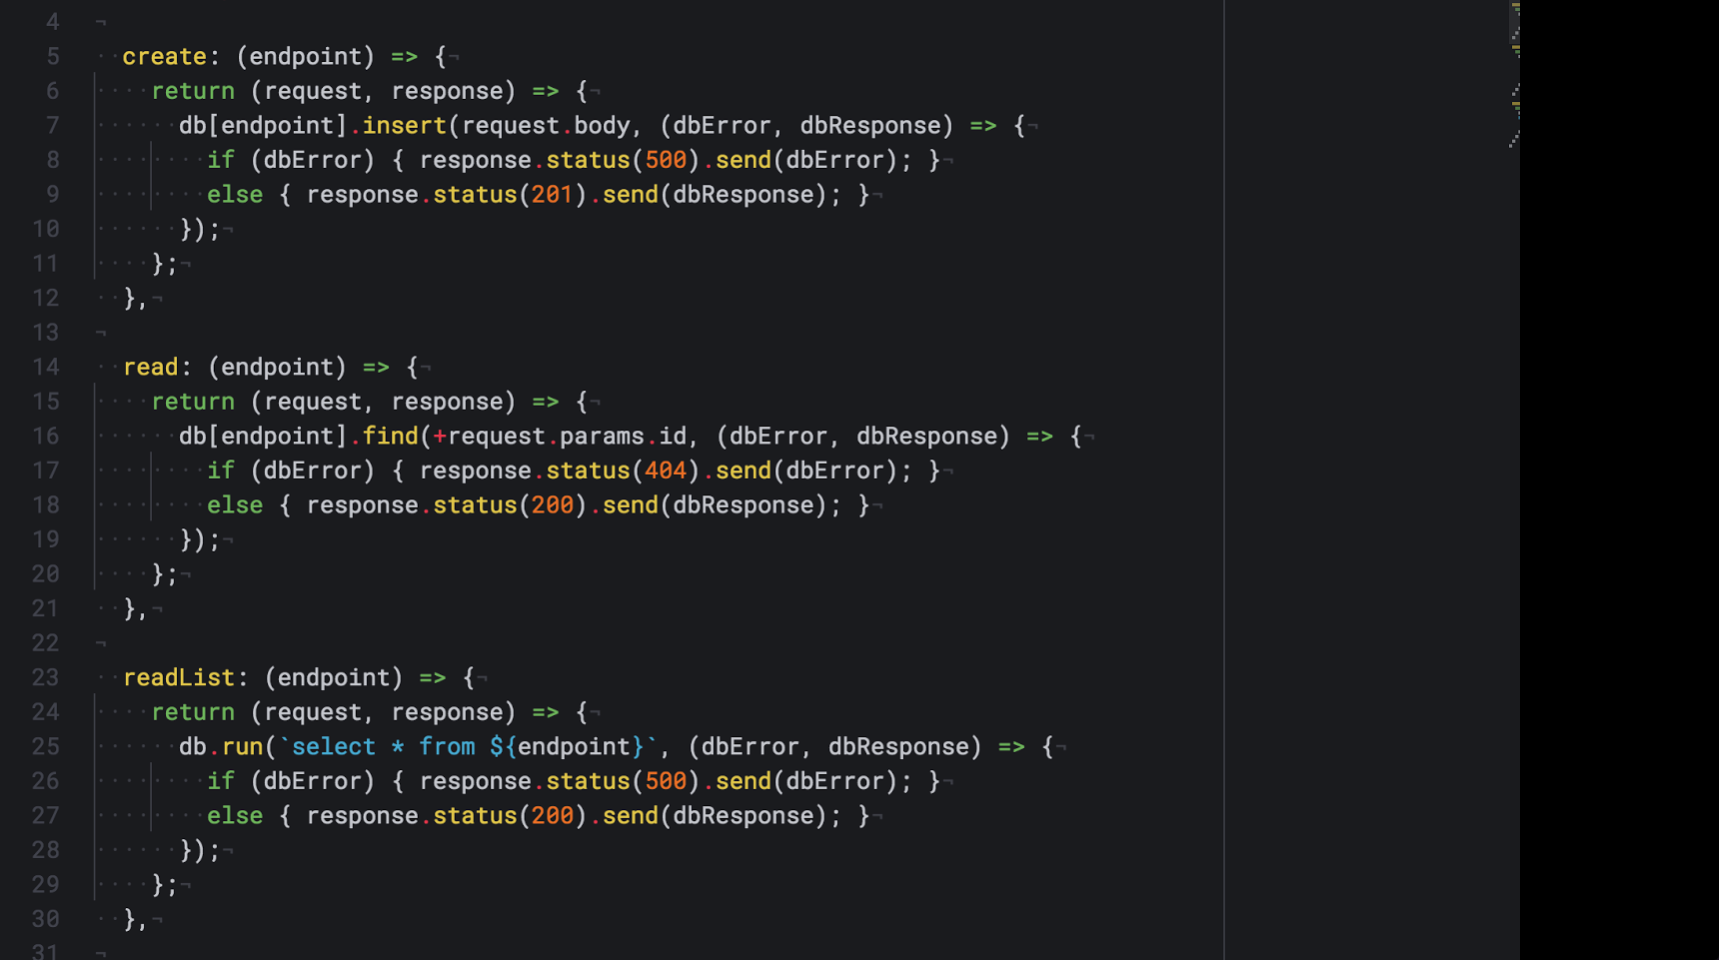 4 ¬
5 ··create: (endpoint) => {¬
6 ····return (request, response) => {¬
7 ······db[endpoint].insert(request.body, (dbError, dbResponse) => {¬
8 ········if (dbError) { response.status(500).send(dbError); }¬
9 ········else { response.status(201).send(dbResponse); }¬
10 ······});¬
11 ····};¬
12 ··},¬
13 ¬
14 ··read: (endpoint) => {¬
15 ····return (request, response) => {¬
16 ······db[endpoint].find(+request.params.id, (dbError, dbResponse) => {¬
17 ········if (dbError) { response.status(404).send(dbError); }¬
18 ········else { response.status(200).send(dbResponse); }¬
19 ······});¬
20 ····};¬
21 ··},¬
22 ¬
23 ··readList: (endpoint) => {¬
24 ····return (request, response) => {¬
25 ······db.run(`select * from ${endpoint}`, (dbError, dbResponse) => {¬
26 ········if (dbError) { response.status(500).send(dbError); }¬
27 ········else { response.status(200).send(dbResponse); }¬
28 ······});¬
29 ····};¬
30 ··},¬
31 ¬